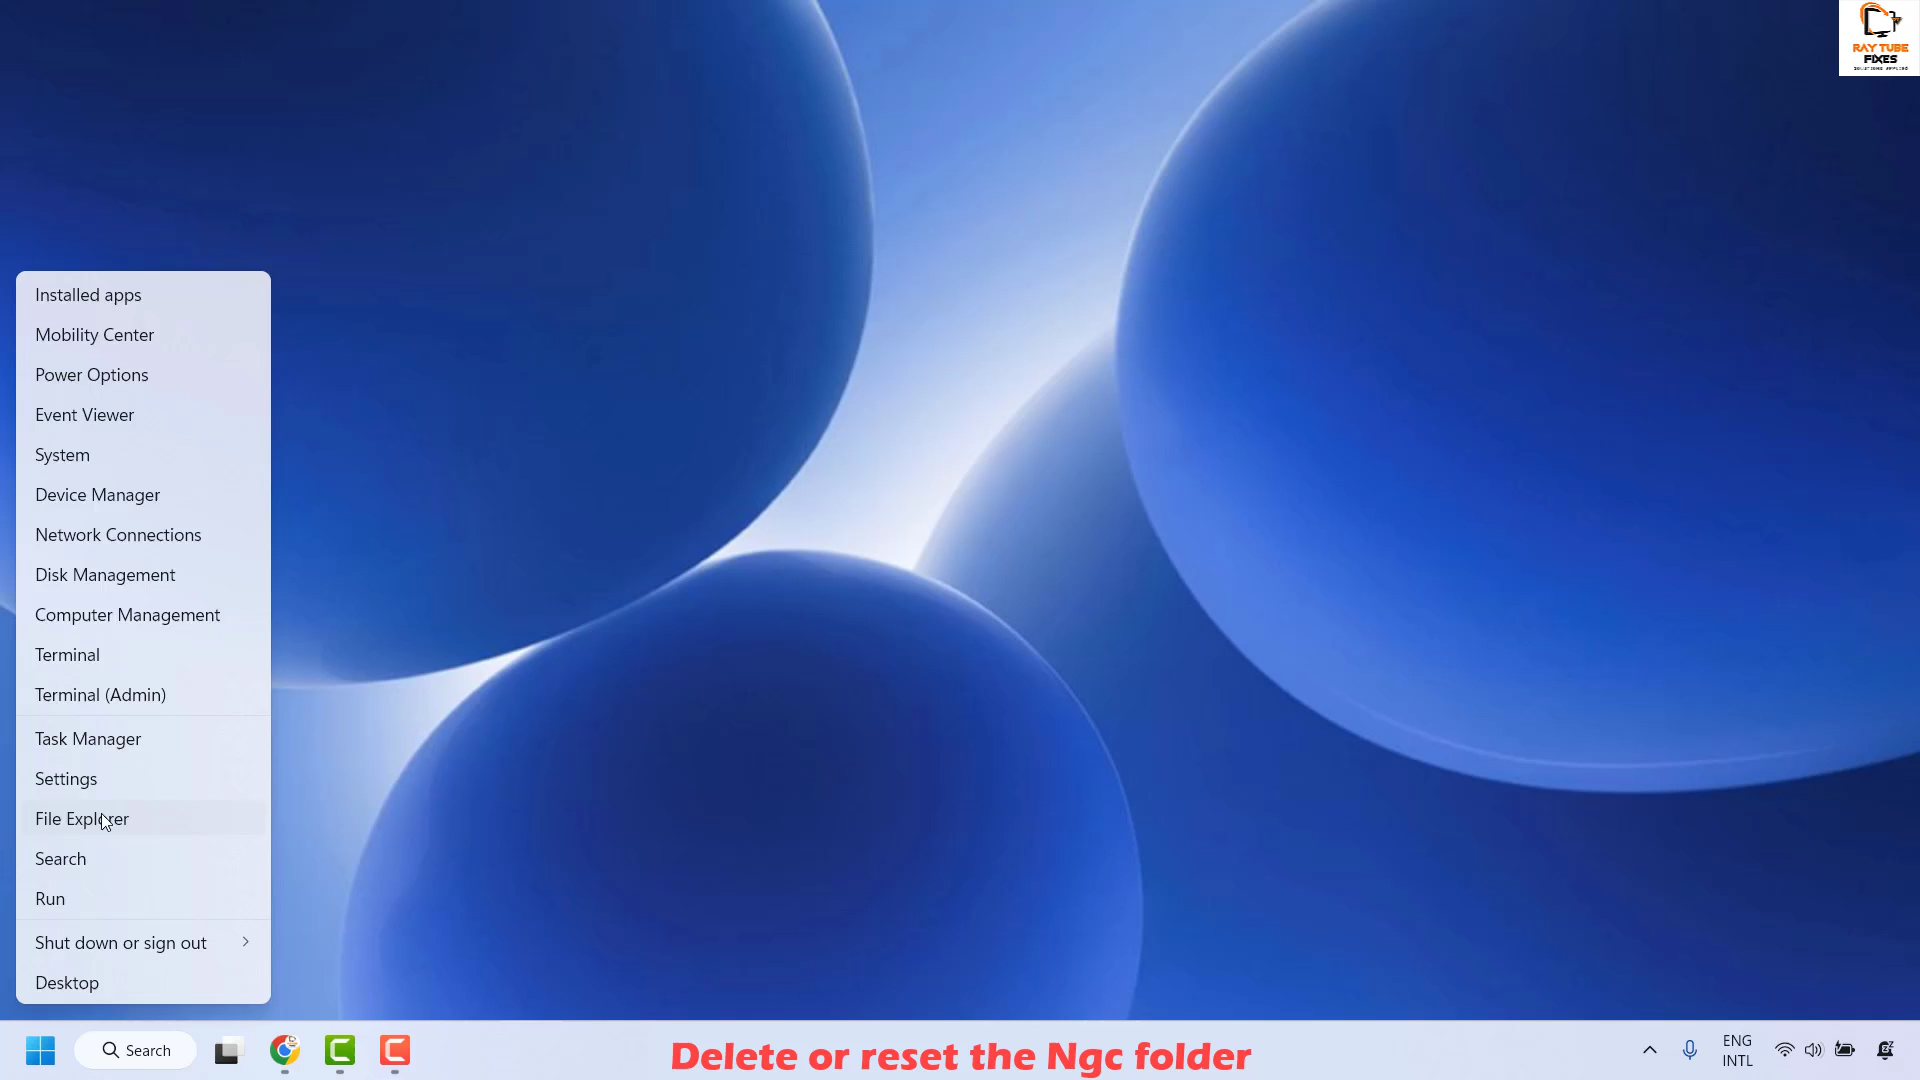 RAY TUBE
FIXES
Installed apps
Mobility Center
Power Options
Event Viewer
System
Device Manager
Network Connections
Disk Management
Computer Management
Terminal
Terminal (Admin)
Task Manager
Settings
File Explorer
Search
Run
Shut down or sign out
Desktop
Search
Delete or reset the Ngc folder
ENG
INTL